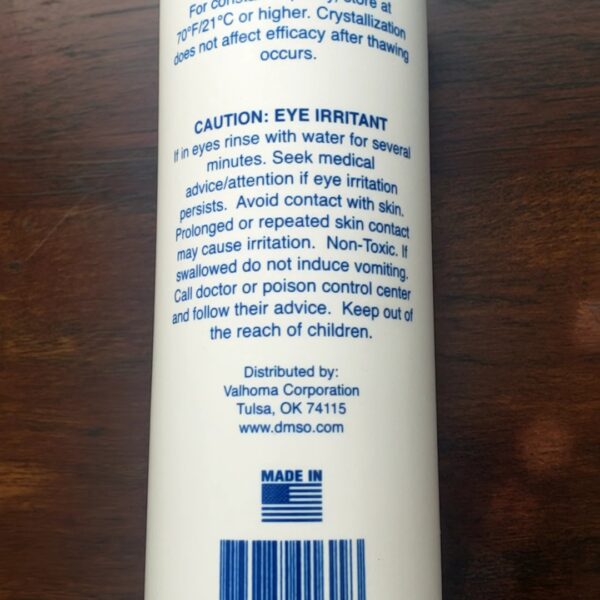 For
store at
70°F/21°C or higher. Crystallization
does not affect efficacy after thawing
occurs.
CAUTION: EYE IRRITANT
If in eyes rinse with water for several
minutes. Seek medical
advice/attention if eye irritation
persists. Avoid contact with skin.
Prolonged or repeated skin contact
may cause irritation. Non-Toxic. If
swallowed do not induce vomiting.
Call doctor or poison control center
and follow their advice. Keep out of
the reach of children.
Distributed by:
Valhoma Corporation
Tulsa, OK 74115
www.dmso.com
MADE IN